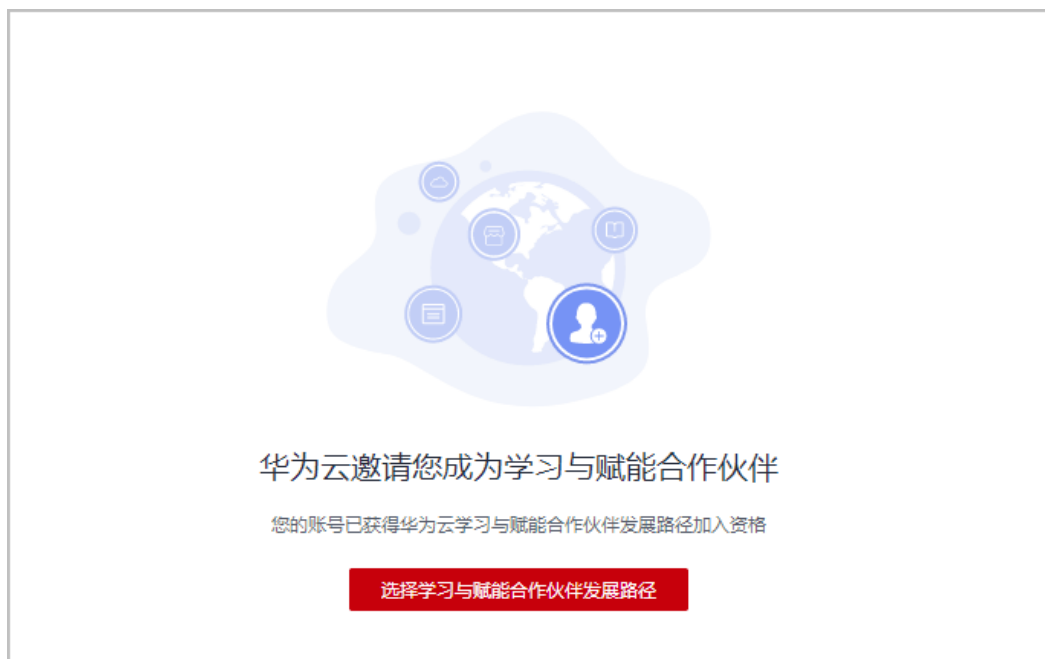 华为云邀请您成为学习与赋能合作伙伴
您的账号已获得华为云学习与赋能合作伙伴发展路径加入资格
选择学习与赋能合作伙伴发展路径